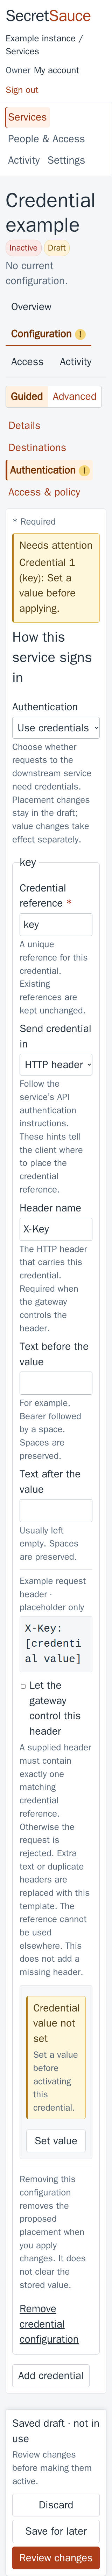 SecretSauce
Example instance /
Services
Owner My account
Sign out
Services
People & Access
Activity Settings
Credential
example
Inactive Draft
No current
configuration.
Overview
Configuration !
Access Activity
Guided Advanced
Details
Destinations
Authentication !
Access & policy
* Required
Needs attention
Credential 1
(key): Set a
value before
applying.
How this
service signs
in
Authentication
Use credentials
Choose whether
requests to the
downstream service
need credentials.
Placement changes
stay in the draft;
value changes take
effect separately.
key
Credential
reference *
key
A unique
reference for this
credential.
Existing
references are
kept unchanged.
Send credential
in
HTTP header
Follow the
service's API
authentication
instructions.
These hints tell
the client where
to place the
credential
reference.
Header name
X-Key
The HTTP header
that carries this
credential.
Required when
the gateway
controls the
header.
Text before the
value
For example,
Bearer followed
by a space.
Spaces are
preserved.
Text after the
value
Usually left
empty. Spaces
are preserved.
Example request
header ·
placeholder only
X-Key:
[credenti
al value]
Let the
gateway
control this
header
A supplied header
must contain
exactly one
matching
credential
reference.
Otherwise the
request is
rejected. Extra
text or duplicate
headers are
replaced with this
template. The
reference cannot
be used
elsewhere. This
does not add a
missing header.
Credential
value not
set
Set a value
before
activating
this
credential.
Set value
Removing this
configuration
removes the
proposed
placement when
you apply
changes. It does
not clear the
stored value.
Remove
credential
configuration
Add credential
Saved draft · not in
use
Review changes
before making them
active.
Discard
Save for later
Review changes